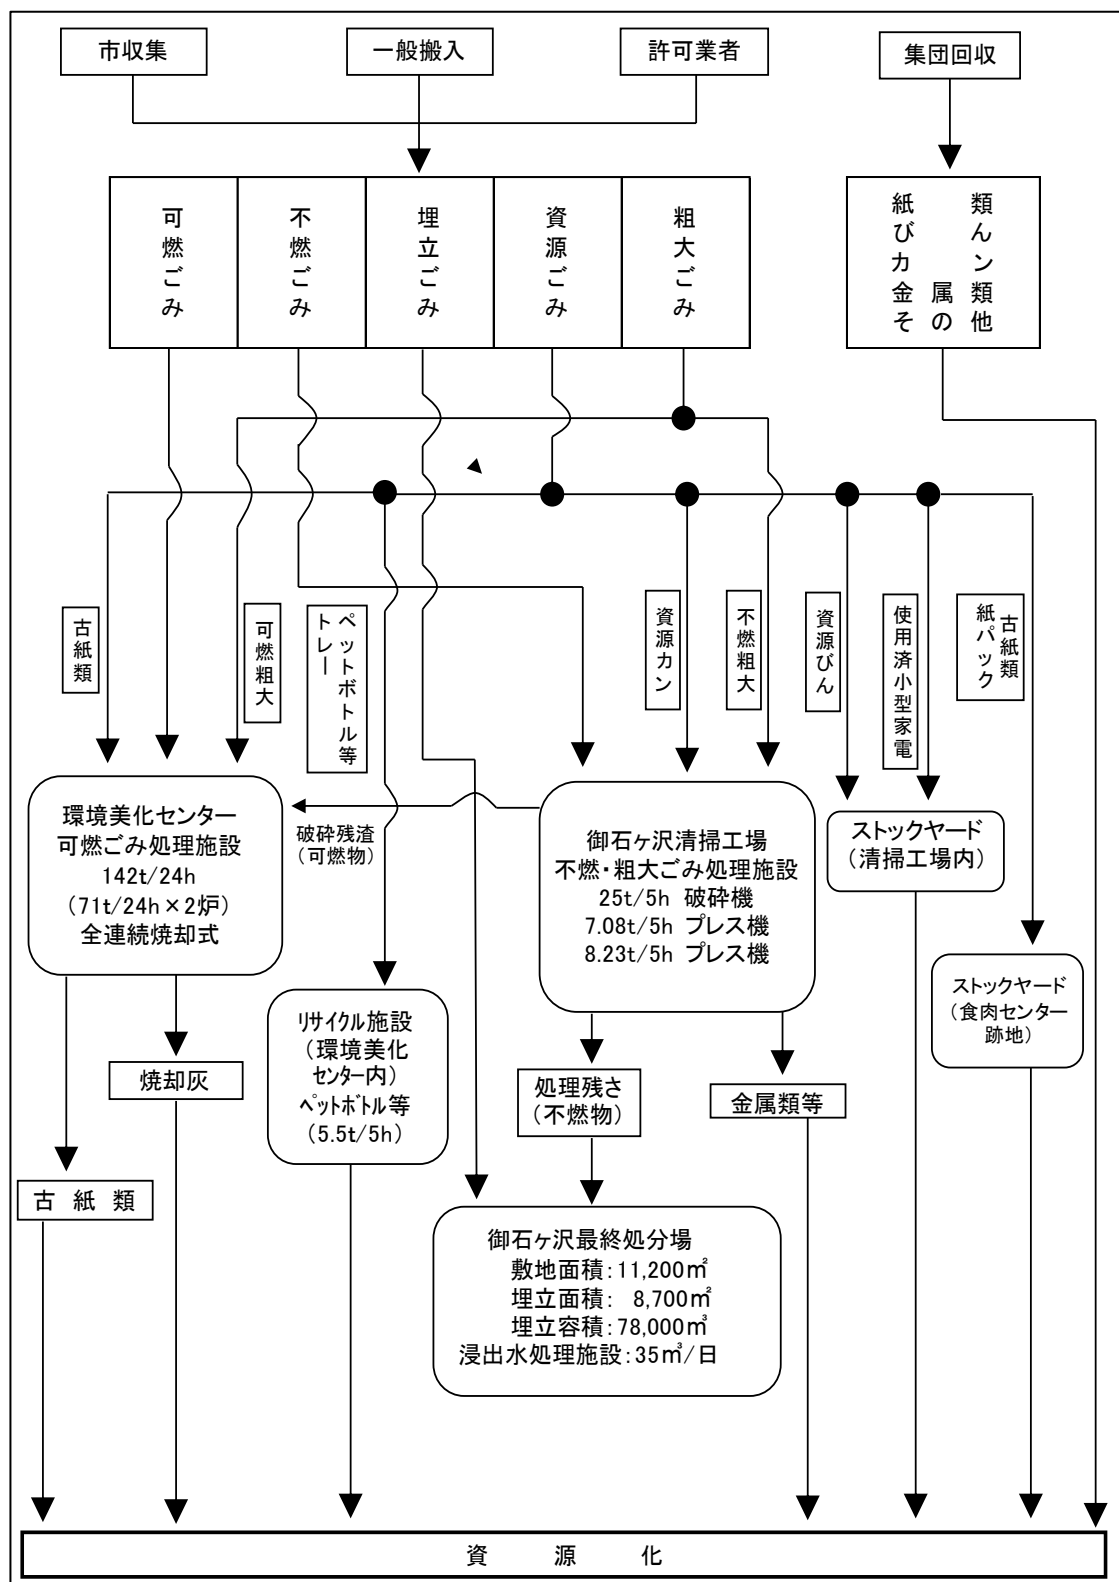 市収集
一般搬入
許可業者
集団回収
可燃ごみ
不燃ごみ
埋立ごみ
資源ごみ
粗大ごみ
紙類
びん
カン
金属類
その他
古紙類
可燃粗大
ペットボトル等
トレー
資源カン
不燃粗大
資源びん
使用済小型家電
古紙類
紙パック
環境美化センター
可燃ごみ処理施設
142t/24h
(71t/24h×2炉)
全連続焼却式
破砕残渣
(可燃物)
御石ヶ沢清掃工場
不燃・粗大ごみ処理施設
25t/5h 破砕機
7.08t/5h プレス機
8.23t/5h プレス機
ストックヤード
(清掃工場内)
ストックヤード
(食肉センター
跡地)
リサイクル施設
(環境美化
センター内)
ペットボトル等
(5.5t/5h)
焼却灰
処理残さ
(不燃物)
金属類等
古紙類
御石ヶ沢最終処分場
敷地面積:11,200㎡
埋立面積: 8,700㎡
埋立容積:78,000㎥
浸出水処理施設:35㎥/日
資源化